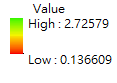 Value
High : 2.72579
Low : 0.136609